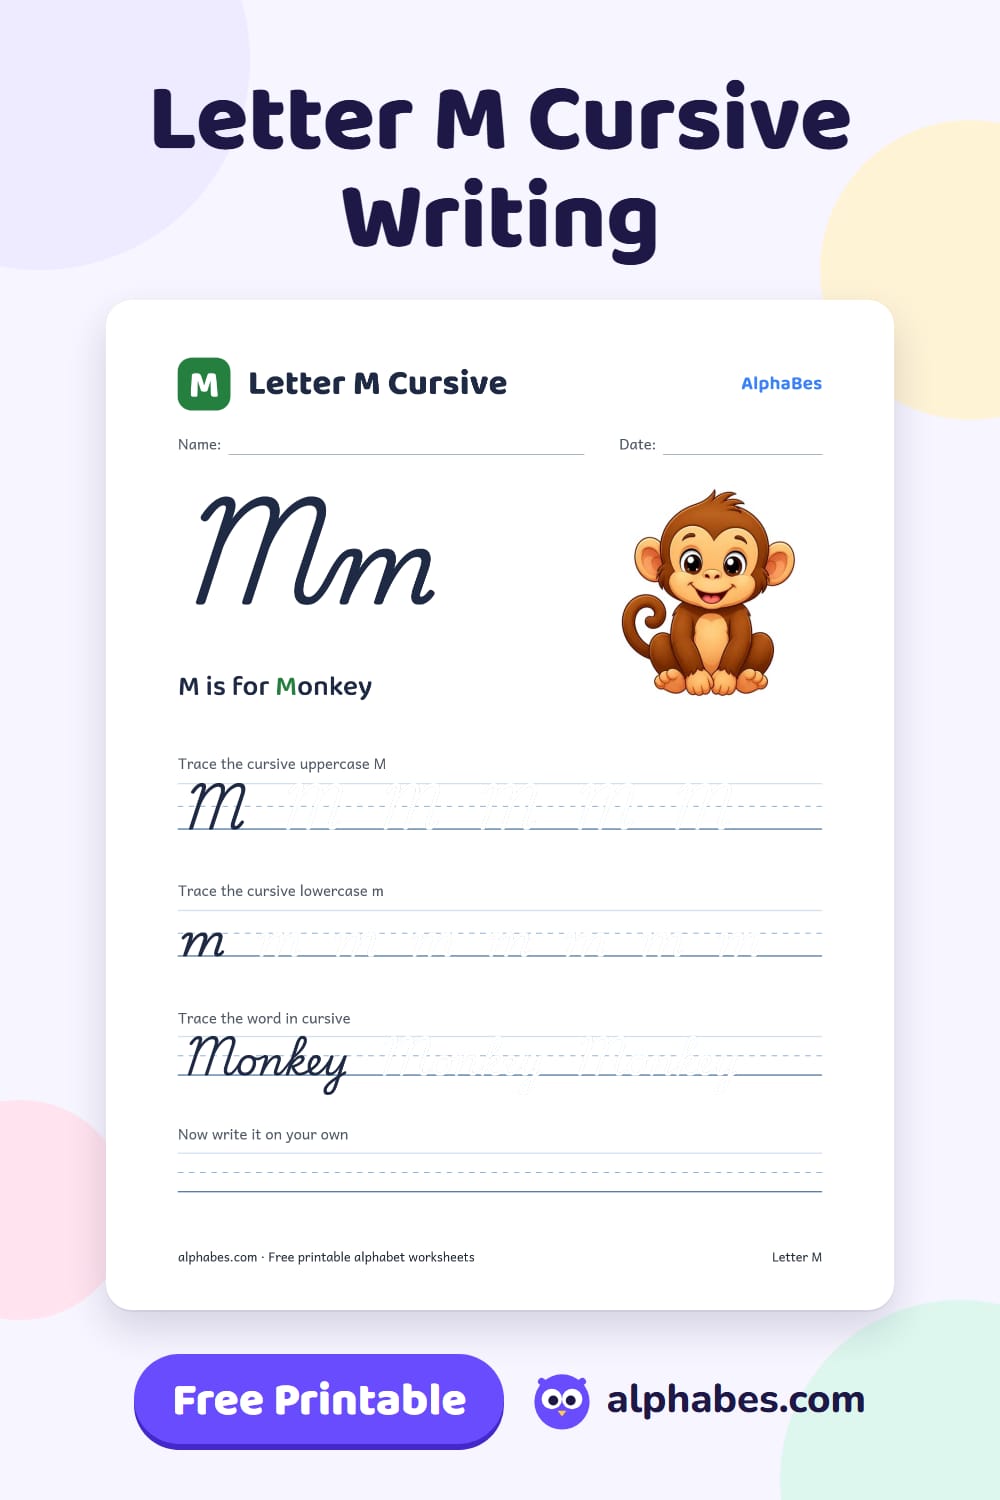 Letter M Cursive
Writing
M Letter M Cursive AlphaBes
Name: Date:
Mm
M is for Monkey
Trace the cursive uppercase M
M M M M M M
Trace the cursive lowercase m
m m m m m m m m
Trace the word in cursive
Monkey Monkey Monkey
Now write it on your own
alphabes.com · Free printable alphabet worksheets Letter M
Free Printable alphabes.com